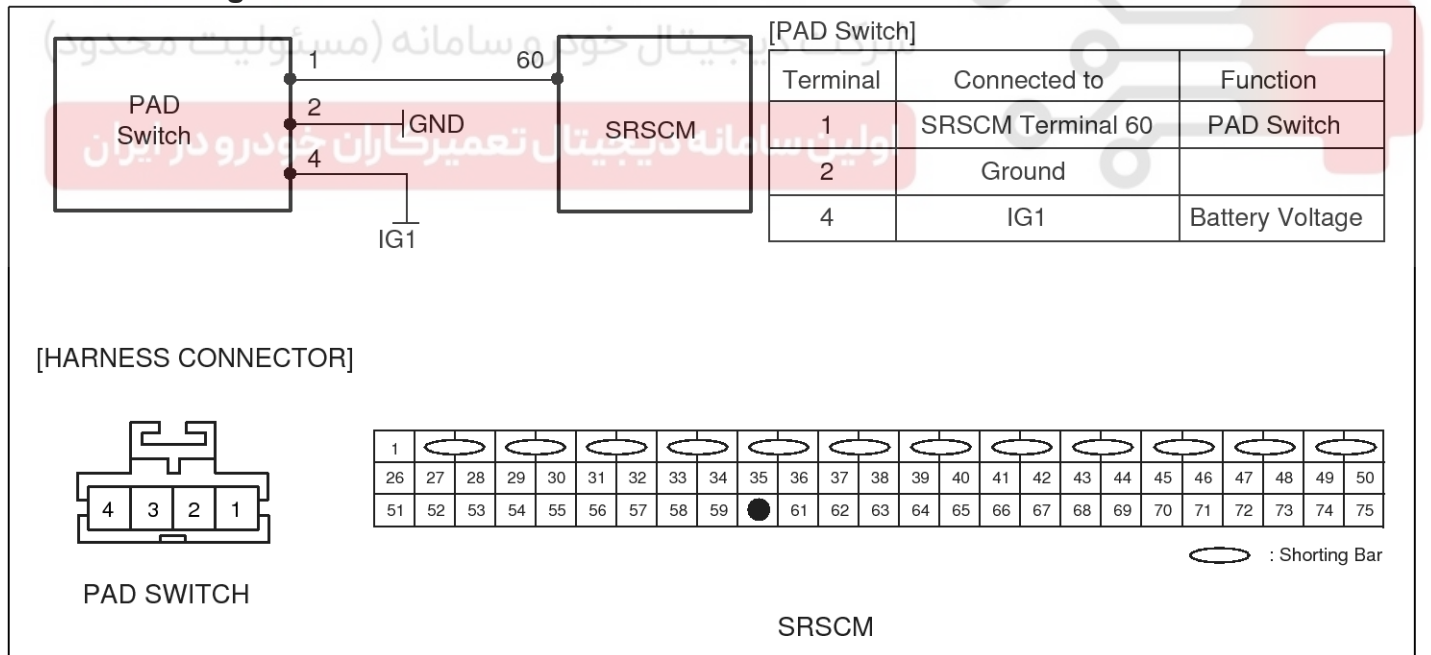 شرکت دیجیتال خودرو سامانه (مسئولیت محدود)
اولین سامانه دیجیتال تعمیرکاران خودرو در ایران
PAD
Switch
1
2
4
GND
IG1
60
SRSCM
[PAD Switch]
Terminal Connected to Function
1 SRSCM Terminal 60 PAD Switch
2 Ground
4 IG1 Battery Voltage
[HARNESS CONNECTOR]
4 3 2 1
PAD SWITCH
1
26 27 28 29 30 31 32 33 34 35 36 37 38 39 40 41 42 43 44 45 46 47 48 49 50
51 52 53 54 55 56 57 58 59 61 62 63 64 65 66 67 68 69 70 71 72 73 74 75
: Shorting Bar
SRSCM